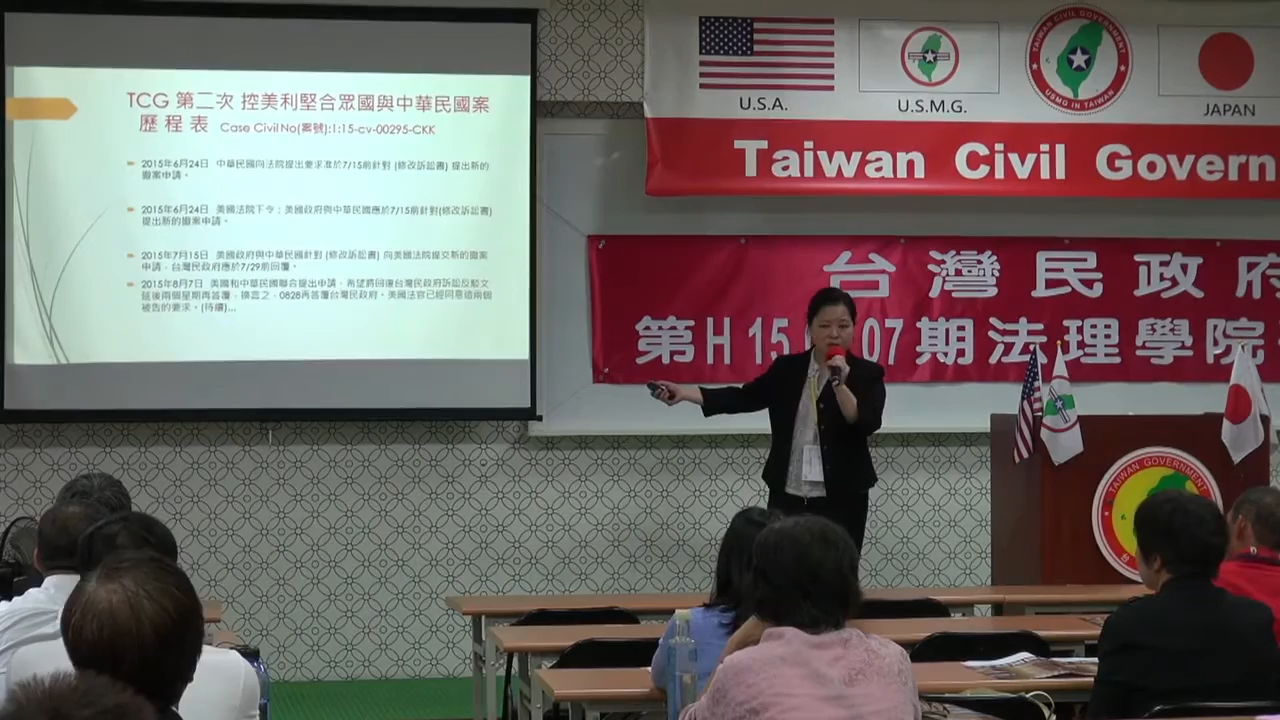 TCG 第二次 控美利堅合眾國與中華民國案
歷 程 表 Case Civil No(案號):1:15-cv-00295-CKK
2015年6月24日 中華民國向法院提出要求准於7/15前針對 (修改訴訟書) 提出新的
撤案申請。
2015年6月24日 美國法院下令：美國政府與中華民國應於7/15前針對(修改訴訟書)
提出新的撤案申請。
2015年7月15日 美國政府與中華民國針對 (修改訴訟書) 向美國法院提交新的撤案
申請，台灣民政府應於7/29前回覆。
2015年8月7日 美國和中華民國聯合提出申請，希望將回復台灣民政府訴訟反駁文
延後兩個星期再答覆，換言之，0828再答覆台灣民政府。美國法官已經同意這兩個
被告的要求。(待續)...
U.S.A.
U.S.M.G.
TAIWAN CIVIL GOVERNMENT
USMG IN TAIWAN
JAPAN
Taiwan Civil Govern
台灣民政府
第H 15 07期法理學院
TAIWAN GOVERNMENT